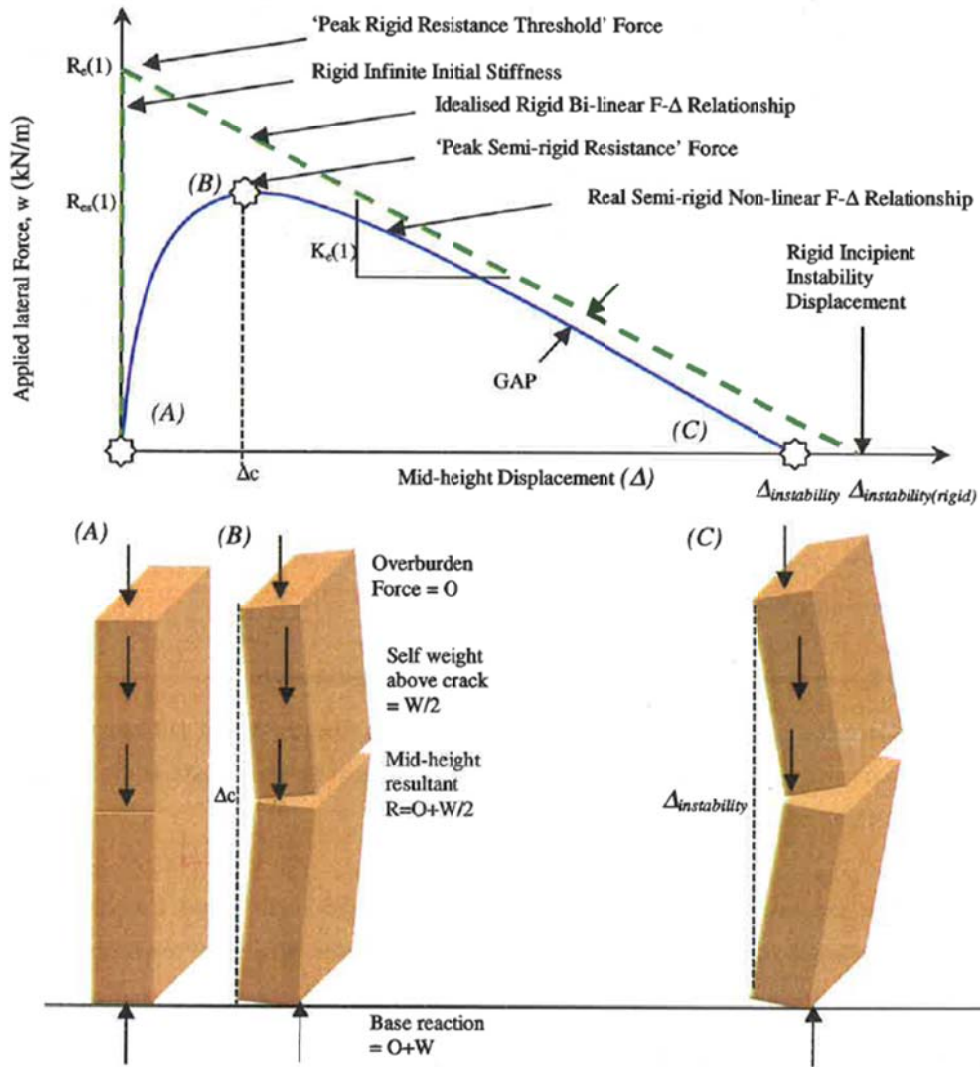 'Peak Rigid Resistance Threshold' Force
Re(1)
Rigid Infinite Initial Stiffness
Idealised Rigid Bi-linear F-Δ Relationship
'Peak Semi-rigid Resistance' Force
(B)
Res(1)
Real Semi-rigid Non-linear F-Δ Relationship
Ke(1)
Rigid Incipient
Instability
Displacement
Applied lateral Force, w (kN/m)
GAP
(A)
(C)
Δc
Mid-height Displacement (Δ)
Δinstability
Δinstability(rigid)
(A)
(B)
(C)
Overburden
Force = O
Self weight
above crack
= W/2
Mid-height
resultant
R=O+W/2
Δc
Δinstability
Base reaction
= O+W